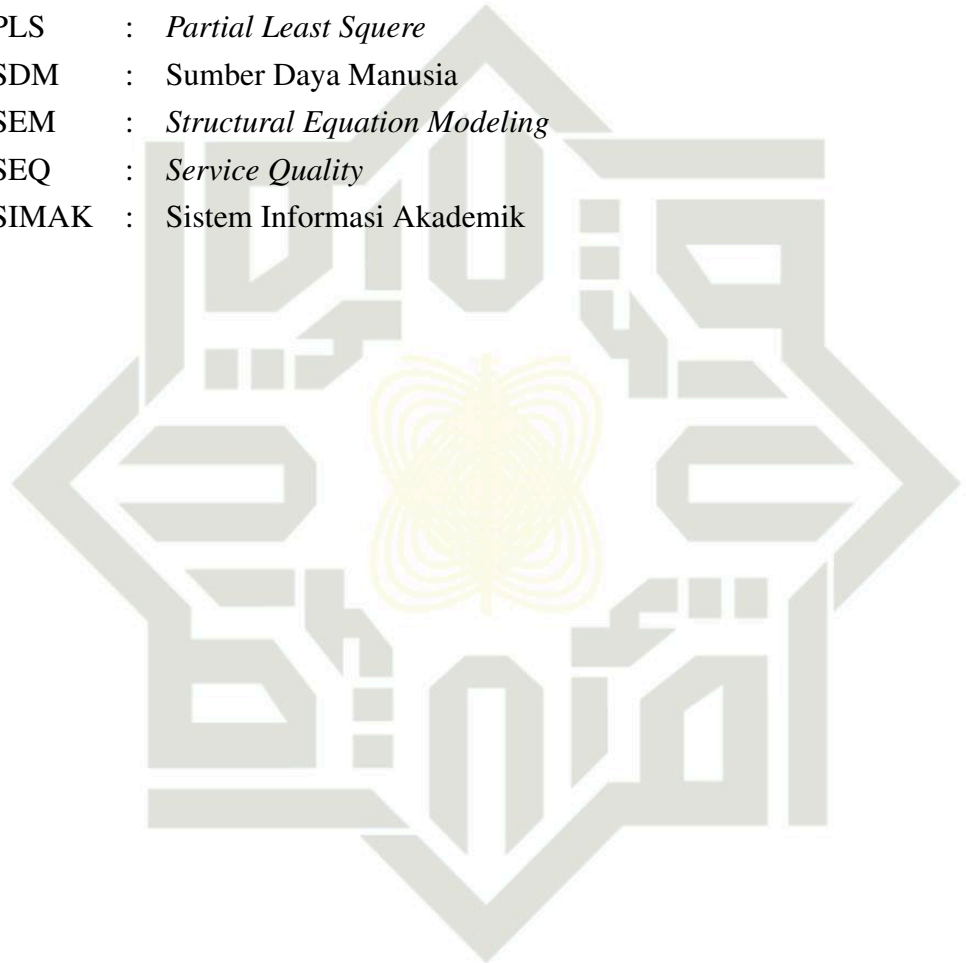 PLS : Partial Least Squere
SDM : Sumber Daya Manusia
SEM : Structural Equation Modeling
SEQ : Service Quality
SIMAK : Sistem Informasi Akademik